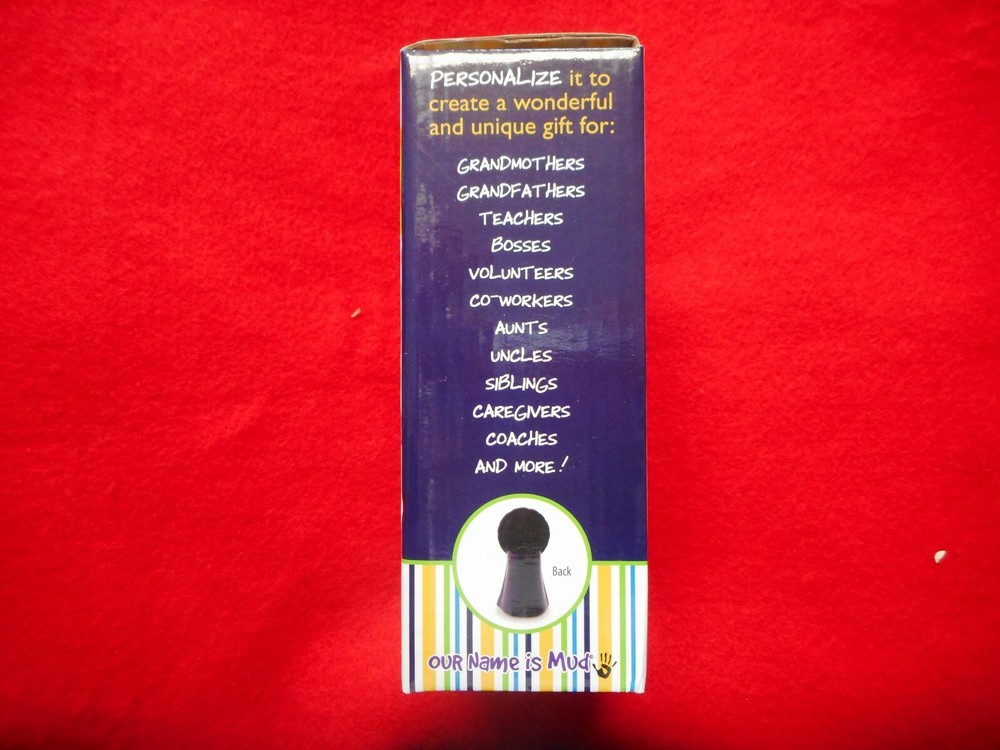 PERSONALIZE it to
create a wonderful
and unique gift for:
GRANDMOTHERS
GRANDFATHERS
TEACHERS
BOSSES
VOLUNTEERS
CO-WORKERS
AUNTS
UNCLES
SIBLINGS
CAREGIVERS
COACHES
AND MORE!
Back
our Name is Mud®